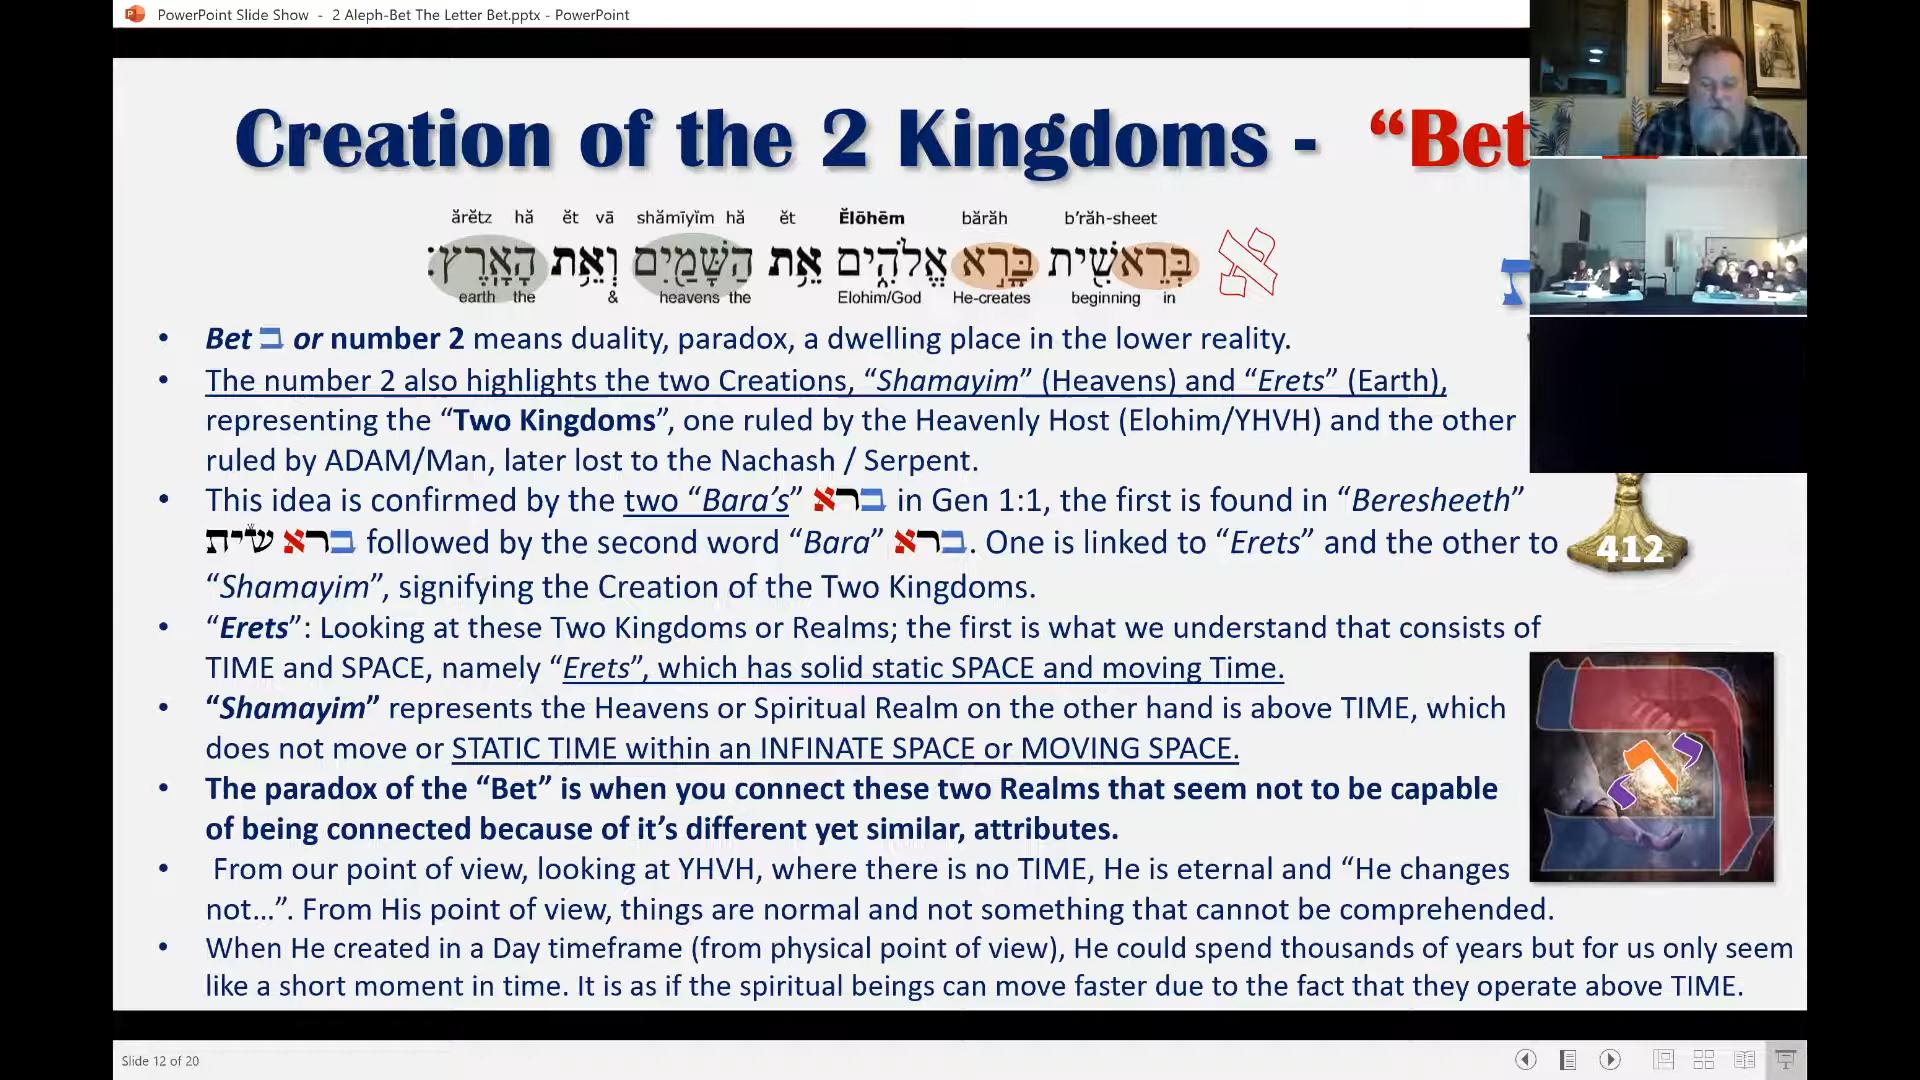 PowerPoint Slide Show - 2 Aleph-Bet The Letter Bet.pptx - PowerPoint
Creation of the 2 Kingdoms - “Bet
ărĕtz hă ĕt vā shămīyĭm hă ĕt Ĕlōhēm bărăh b’răh-sheet
בְּרֵאשִׁ֖ית בָּרָ֣א אֱלֹהִ֑ים אֵ֥ת הַשָּׁמַ֖יִם וְאֵ֥ת הָאָֽרֶץ׃
earth the & heavens the Elohim/God He-creates beginning in
• Bet ב or number 2 means duality, paradox, a dwelling place in the lower reality.
• The number 2 also highlights the two Creations, “Shamayim” (Heavens) and “Erets” (Earth),
representing the “Two Kingdoms”, one ruled by the Heavenly Host (Elohim/YHVH) and the other
ruled by ADAM/Man, later lost to the Nachash / Serpent.
• This idea is confirmed by the two “Bara’s” ברא in Gen 1:1, the first is found in “Beresheeth”
ברא שית followed by the second word “Bara” ברא. One is linked to “Erets” and the other to
“Shamayim”, signifying the Creation of the Two Kingdoms.
412
• “Erets”: Looking at these Two Kingdoms or Realms; the first is what we understand that consists of
TIME and SPACE, namely “Erets”, which has solid static SPACE and moving Time.
• “Shamayim” represents the Heavens or Spiritual Realm on the other hand is above TIME, which
does not move or STATIC TIME within an INFINATE SPACE or MOVING SPACE.
• The paradox of the “Bet” is when you connect these two Realms that seem not to be capable
of being connected because of it’s different yet similar, attributes.
• From our point of view, looking at YHVH, where there is no TIME, He is eternal and “He changes
not…”. From His point of view, things are normal and not something that cannot be comprehended.
• When He created in a Day timeframe (from physical point of view), He could spend thousands of years but for us only seem
like a short moment in time. It is as if the spiritual beings can move faster due to the fact that they operate above TIME.
Slide 12 of 20